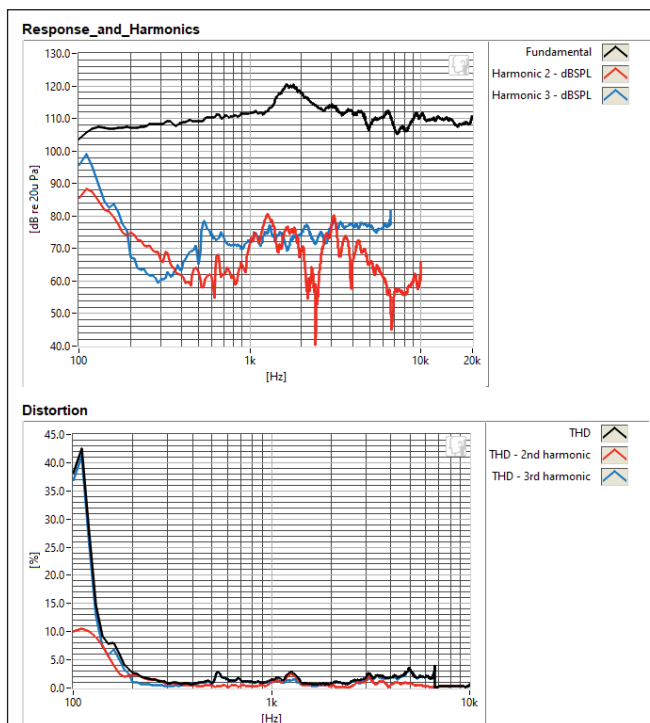 Response_and_Harmonics
130.0
120.0
110.0
100.0
90.0
80.0
70.0
60.0
50.0
40.0
[dB re 20u Pa]
100
1k
10k
20k
[Hz]
Fundamental
Harmonic 2 - dBSPL
Harmonic 3 - dBSPL
Distortion
45.0
40.0
35.0
30.0
25.0
20.0
15.0
10.0
5.0
0.0
[%]
100
1k
10k
[Hz]
THD
THD - 2nd harmonic
THD - 3rd harmonic